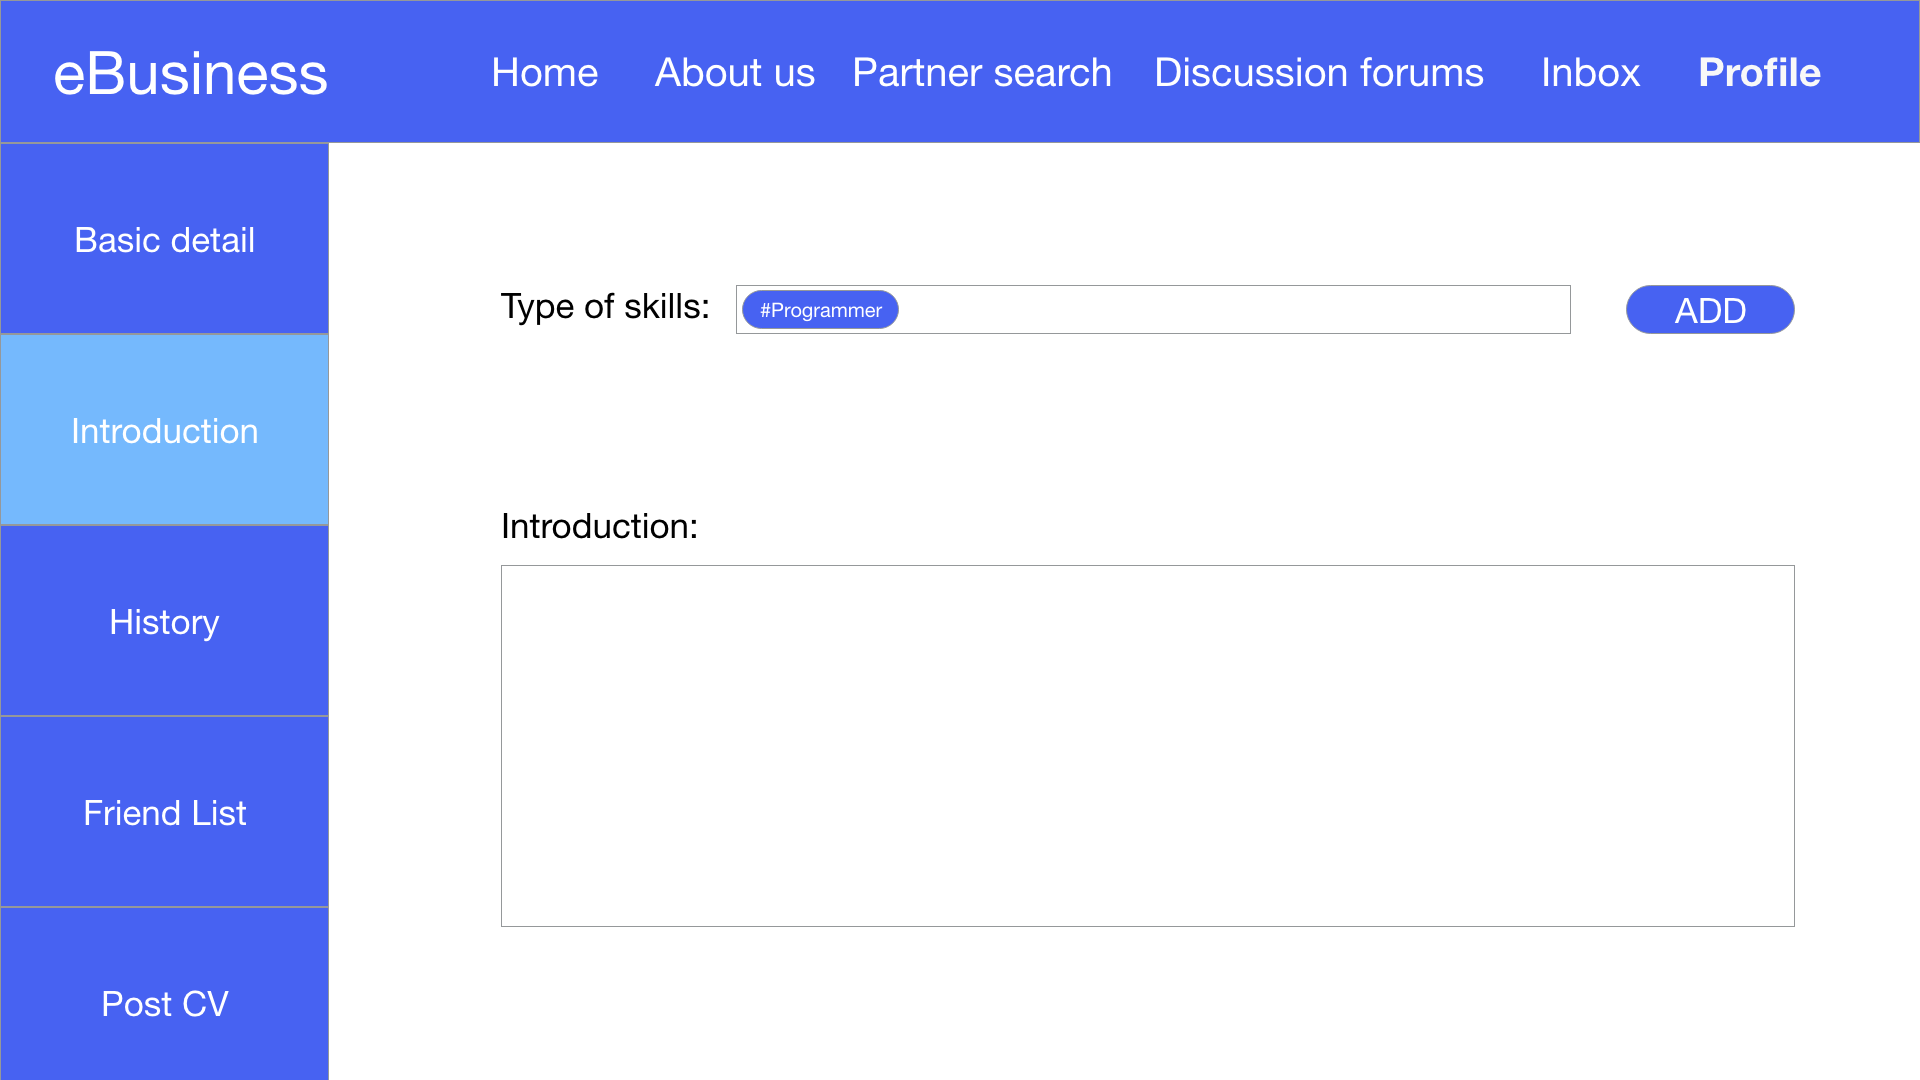 eBusiness
Home About us Partner search Discussion forums Inbox Profile
Basic detail
Introduction
History
Friend List
Post CV
Type of skills: #Programmer ADD
Introduction: